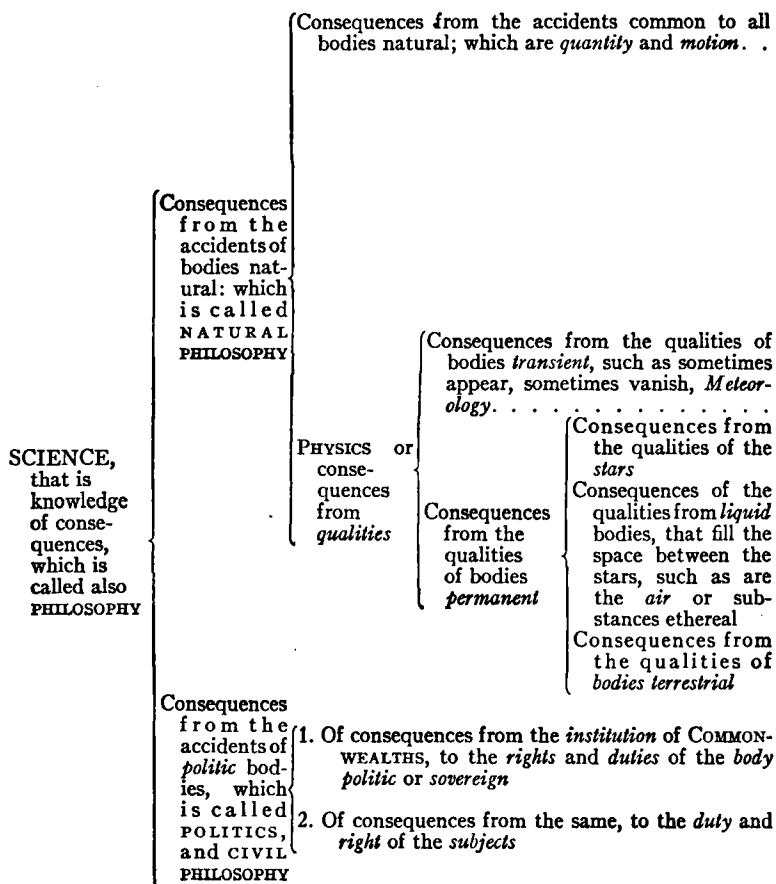 Consequences from the accidents common to all
bodies natural; which are quantity and motion. .
Consequences
from the
accidents of
bodies nat-
ural: which
is called
NATURAL
PHILOSOPHY
Consequences from the qualities of
bodies transient, such as sometimes
appear, sometimes vanish, Meteor-
ology. . . . . . . . . . . . . . .
PHYSICS or
conse-
quences
from
qualities
Consequences from
the qualities of the
stars
SCIENCE,
that is
knowledge
of conse-
quences,
which is
called also
PHILOSOPHY
Consequences
from the
qualities
of bodies
permanent
Consequences of the
qualities from liquid
bodies, that fill the
space between the
stars, such as are
the air or sub-
stances ethereal
Consequences from
the qualities of
bodies terrestrial
Consequences
from the
accidents of
politic bod-
ies, which
is called
POLITICS,
and CIVIL
PHILOSOPHY
1. Of consequences from the institution of COMMON-
WEALTHS, to the rights and duties of the body
politic or sovereign
2. Of consequences from the same, to the duty and
right of the subjects